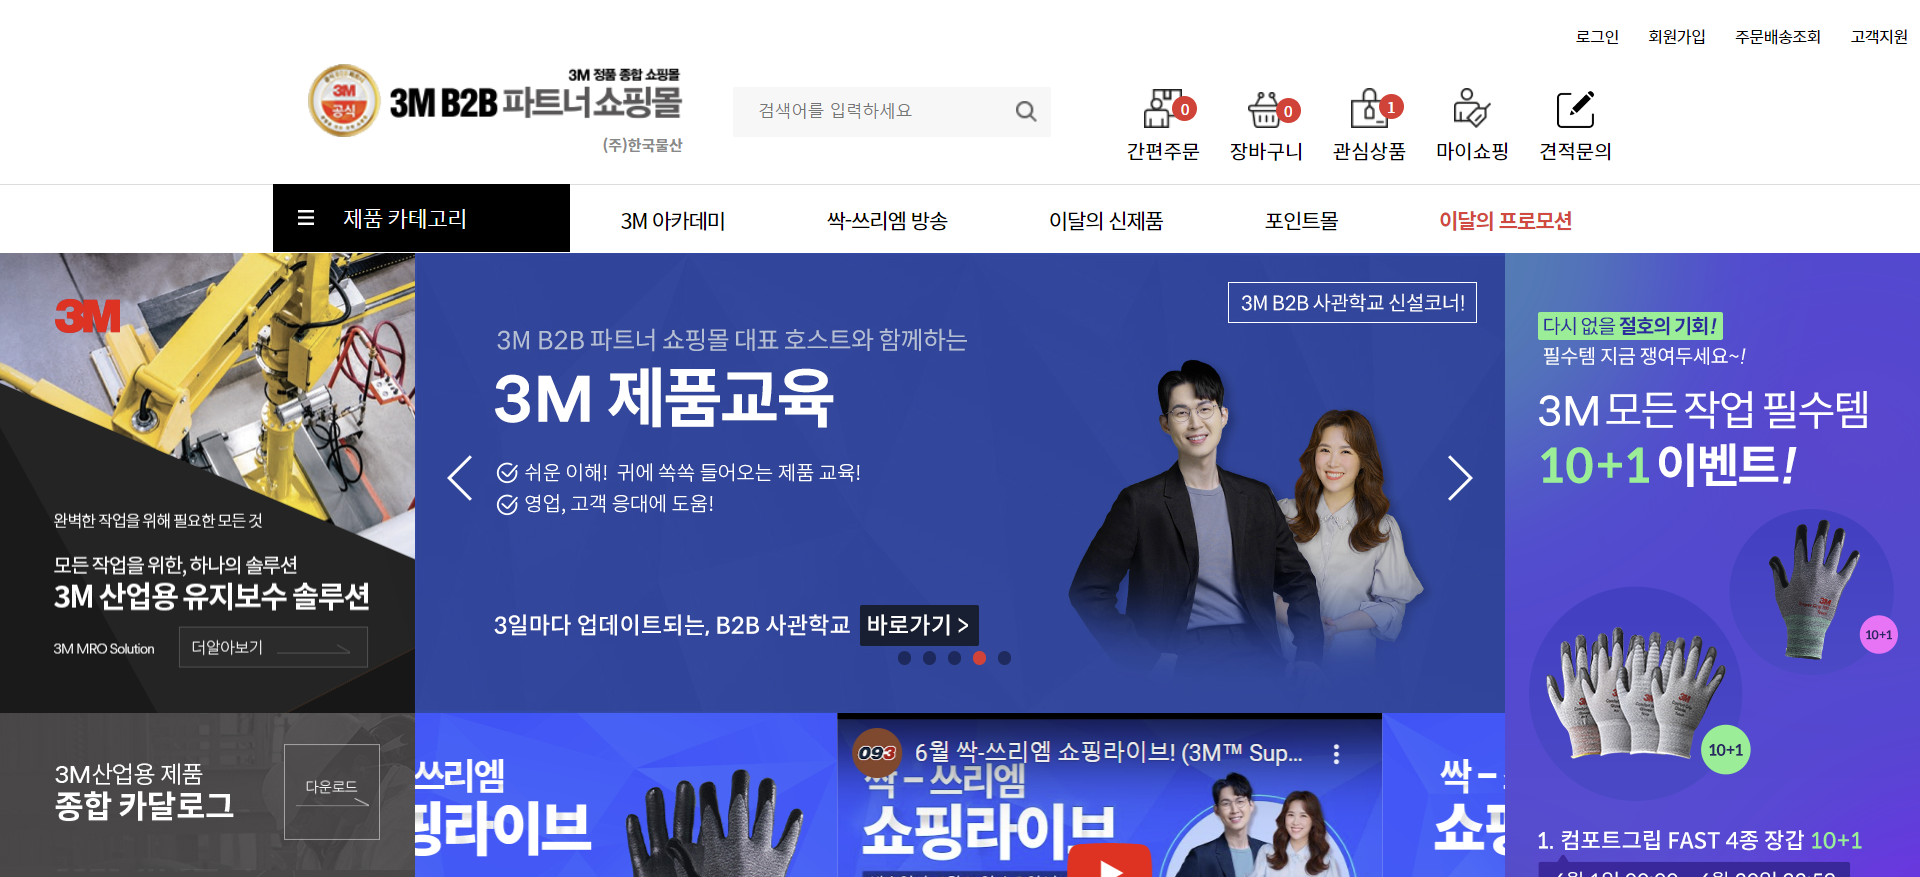 로그인 회원가입 주문배송조회 고객지원
3M 공식
3M 정품 종합 쇼핑몰
3M B2B 파트너 쇼핑몰
(주)한국물산
검색어를 입력하세요
0 0 1
간편주문 장바구니 관심상품 마이쇼핑 견적문의
제품 카테고리 3M 아카데미 싹-쓰리엠 방송 이달의 신제품 포인트몰 이달의 프로모션
3M
완벽한 작업을 위해 필요한 모든 것
모든 작업을 위한, 하나의 솔루션
3M 산업용 유지보수 솔루션
3M MRO Solution 더알아보기
3M산업용 제품
종합 카달로그
다운로드
3M B2B 사관학교 신설코너!
3M B2B 파트너 쇼핑몰 대표 호스트와 함께하는
3M 제품교육
쉬운 이해! 귀에 쏙쏙 들어오는 제품 교육!
영업, 고객 응대에 도움!
3일마다 업데이트되는, B2B 사관학교 바로가기 >
쓰리엠
핑라이브
093 6월 싹-쓰리엠 쇼핑라이브! (3M™ Sup...
싹-쓰리엠
쇼핑라이브
싹-
쇼핑
다시 없을 절호의 기회!
필수템 지금 쟁여두세요~!
3M 모든 작업 필수템
10+1 이벤트!
3M
10+1
3M 3M 3M 3M
10+1
1. 컴포트그립 FAST 4종 장갑 10+1